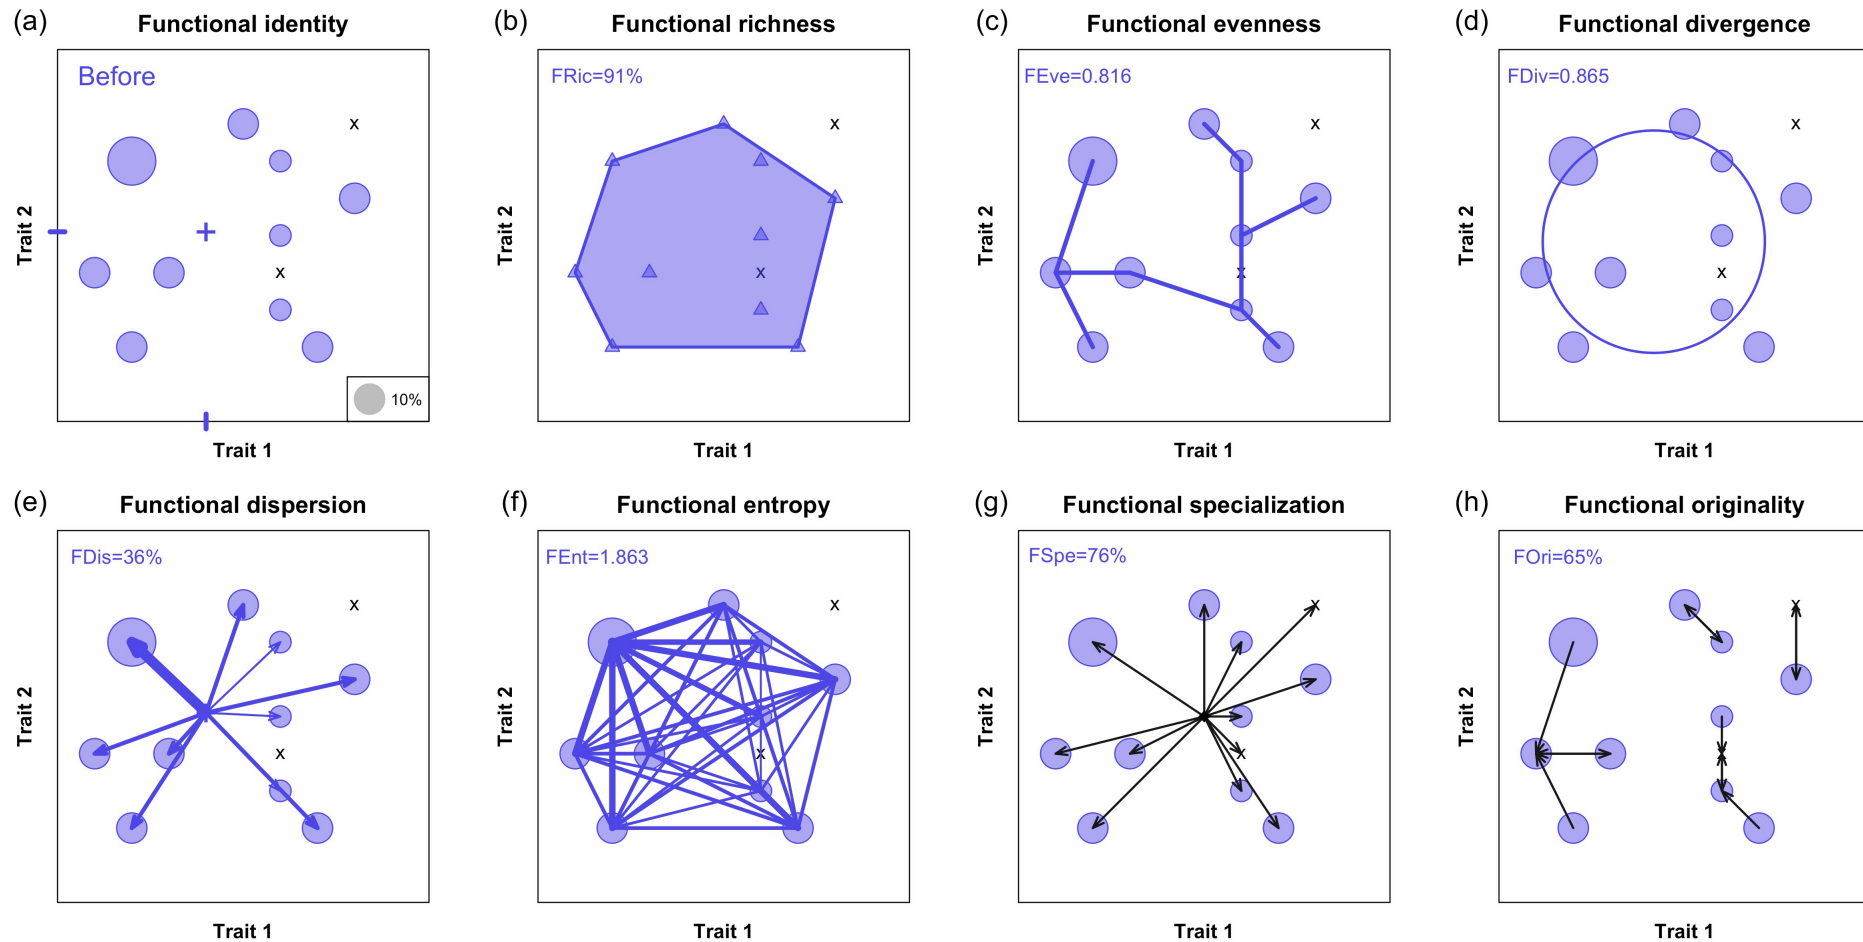 (a) Functional identity
Before
x
x
10%
Trait 2
Trait 1
(b) Functional richness
FRic=91%
x
x
Trait 2
Trait 1
(c) Functional evenness
FEve=0.816
x
x
Trait 2
Trait 1
(d) Functional divergence
FDiv=0.865
x
x
Trait 2
Trait 1
(e) Functional dispersion
FDis=36%
x
x
Trait 2
Trait 1
(f) Functional entropy
FEnt=1.863
x
x
Trait 2
Trait 1
(g) Functional specialization
FSpe=76%
x
x
Trait 2
Trait 1
(h) Functional originality
FOri=65%
x
x
Trait 2
Trait 1